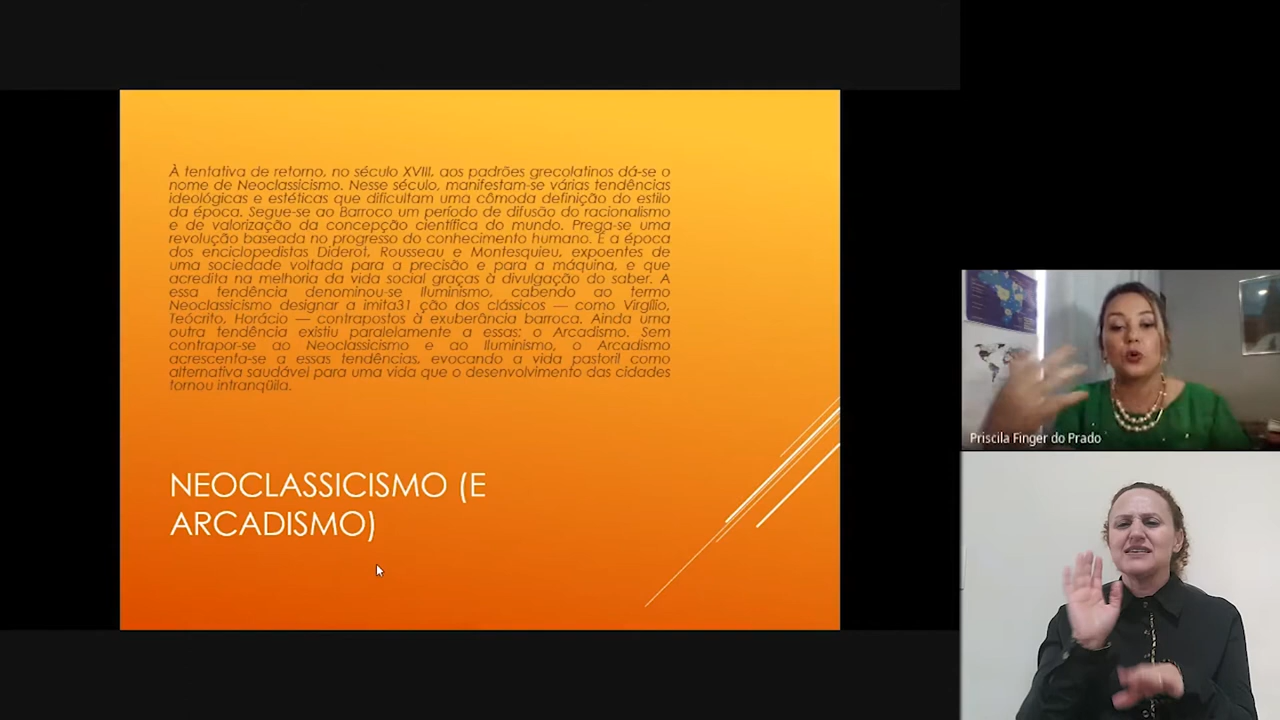 À tentativa de retorno, no século XVIII, aos padrões grecolatinos dá-se o
nome de Neoclassicismo. Nesse século, manifestam-se várias tendências
ideológicas e estéticas que dificultam uma cômoda definição do estilo
da época. Segue-se ao Barroco um período de difusão do racionalismo
e de valorização da concepção científica do mundo. Prega-se uma
revolução baseada no progresso do conhecimento humano. É a época
dos enciclopedistas Diderot, Rousseau e Montesquieu, expoentes de
uma sociedade voltada para a precisão e para a máquina, e que
acredita na melhoria da vida social graças à divulgação do saber. A
essa tendência denominou-se Iluminismo, cabendo ao termo
Neoclassicismo designar a imita31 ção dos clássicos — como Virgílio,
Teócrito, Horácio — contrapostos à exuberância barroca. Ainda uma
outra tendência existiu paralelamente a essas: o Arcadismo. Sem
contrapor-se ao Neoclassicismo e ao Iluminismo, o Arcadismo
acrescenta-se a essas tendências, evocando a vida pastoril como
alternativa saudável para uma vida que o desenvolvimento das cidades
tornou intranqüila.
NEOCLASSICISMO (E
ARCADISMO)
Priscila Finger do Prado